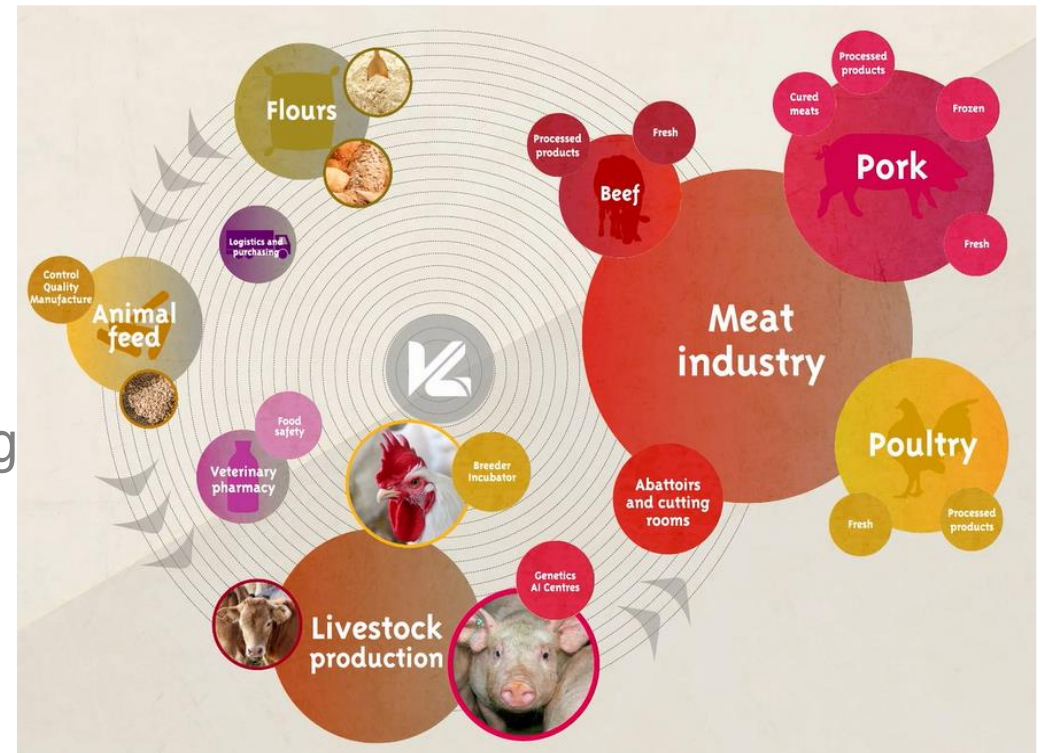 Flours
Logistics and
purchasing
Control
Quality
Manufacture
Animal
feed
Food
safety
Veterinary
pharmacy
Breeder
Incubator
Livestock
production
Genetics
AI Centres
Abattoirs
and cutting
rooms
Meat
industry
Processed
products
Fresh
Beef
Processed
products
Cured
meats
Frozen
Pork
Fresh
Poultry
Fresh
Processed
products
g